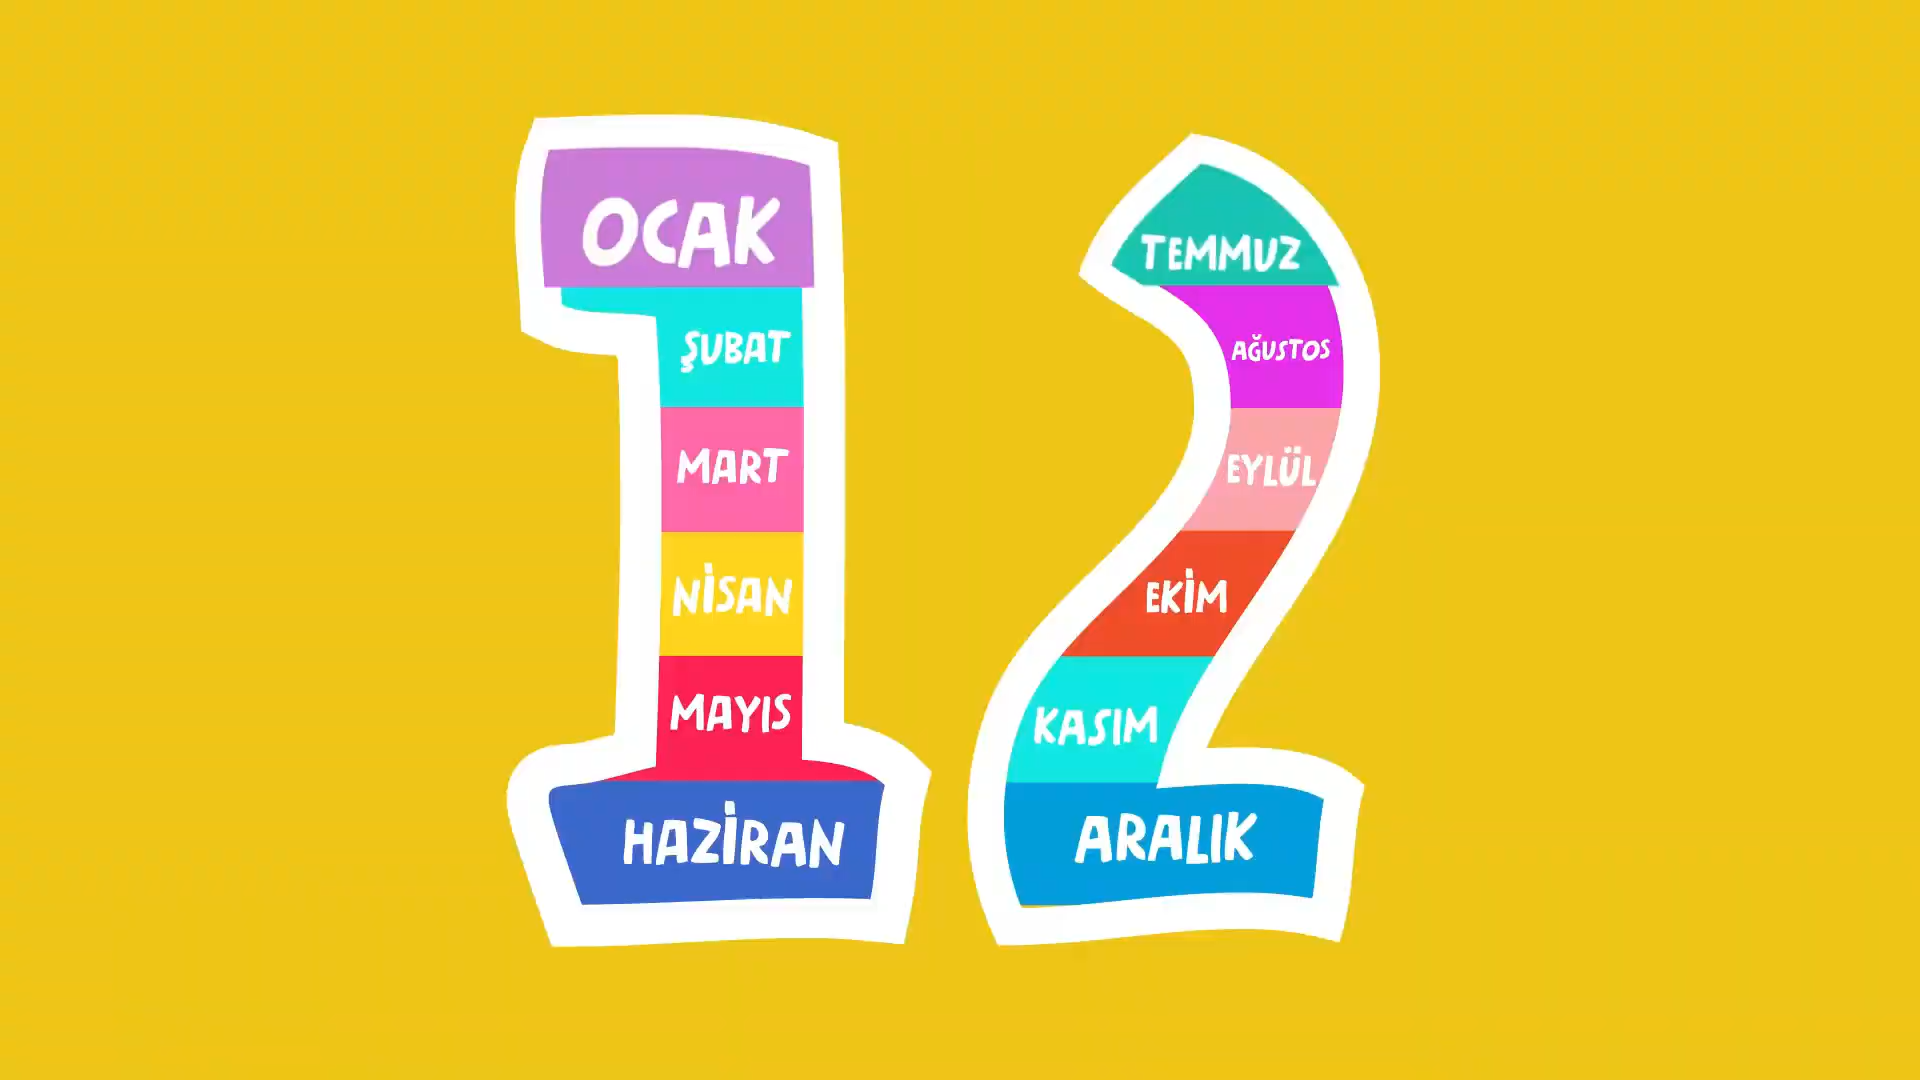 OCAK
ŞUBAT
MART
NİSAN
MAYIS
HAZİRAN
TEMMUZ
AĞUSTOS
EYLÜL
EKİM
KASIM
ARALIK